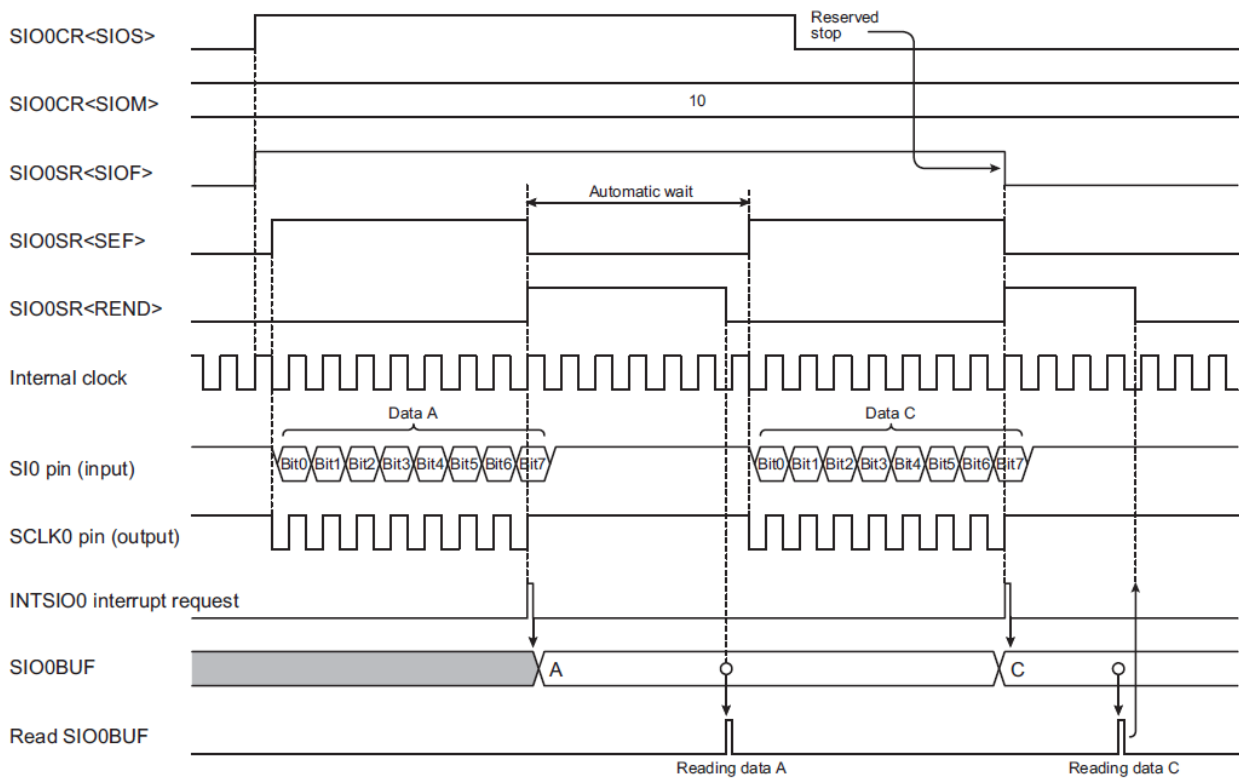 SIO0CR<SIOS>
Reserved
stop
SIO0CR<SIOM>
10
SIO0SR<SIOF>
Automatic wait
SIO0SR<SEF>
SIO0SR<REND>
Internal clock
Data A
Data C
SI0 pin (input)
Bit0 Bit1 Bit2 Bit3 Bit4 Bit5 Bit6 Bit7
Bit0 Bit1 Bit2 Bit3 Bit4 Bit5 Bit6 Bit7
SCLK0 pin (output)
INTSIO0 interrupt request
SIO0BUF
A
C
Read SIO0BUF
Reading data A
Reading data C